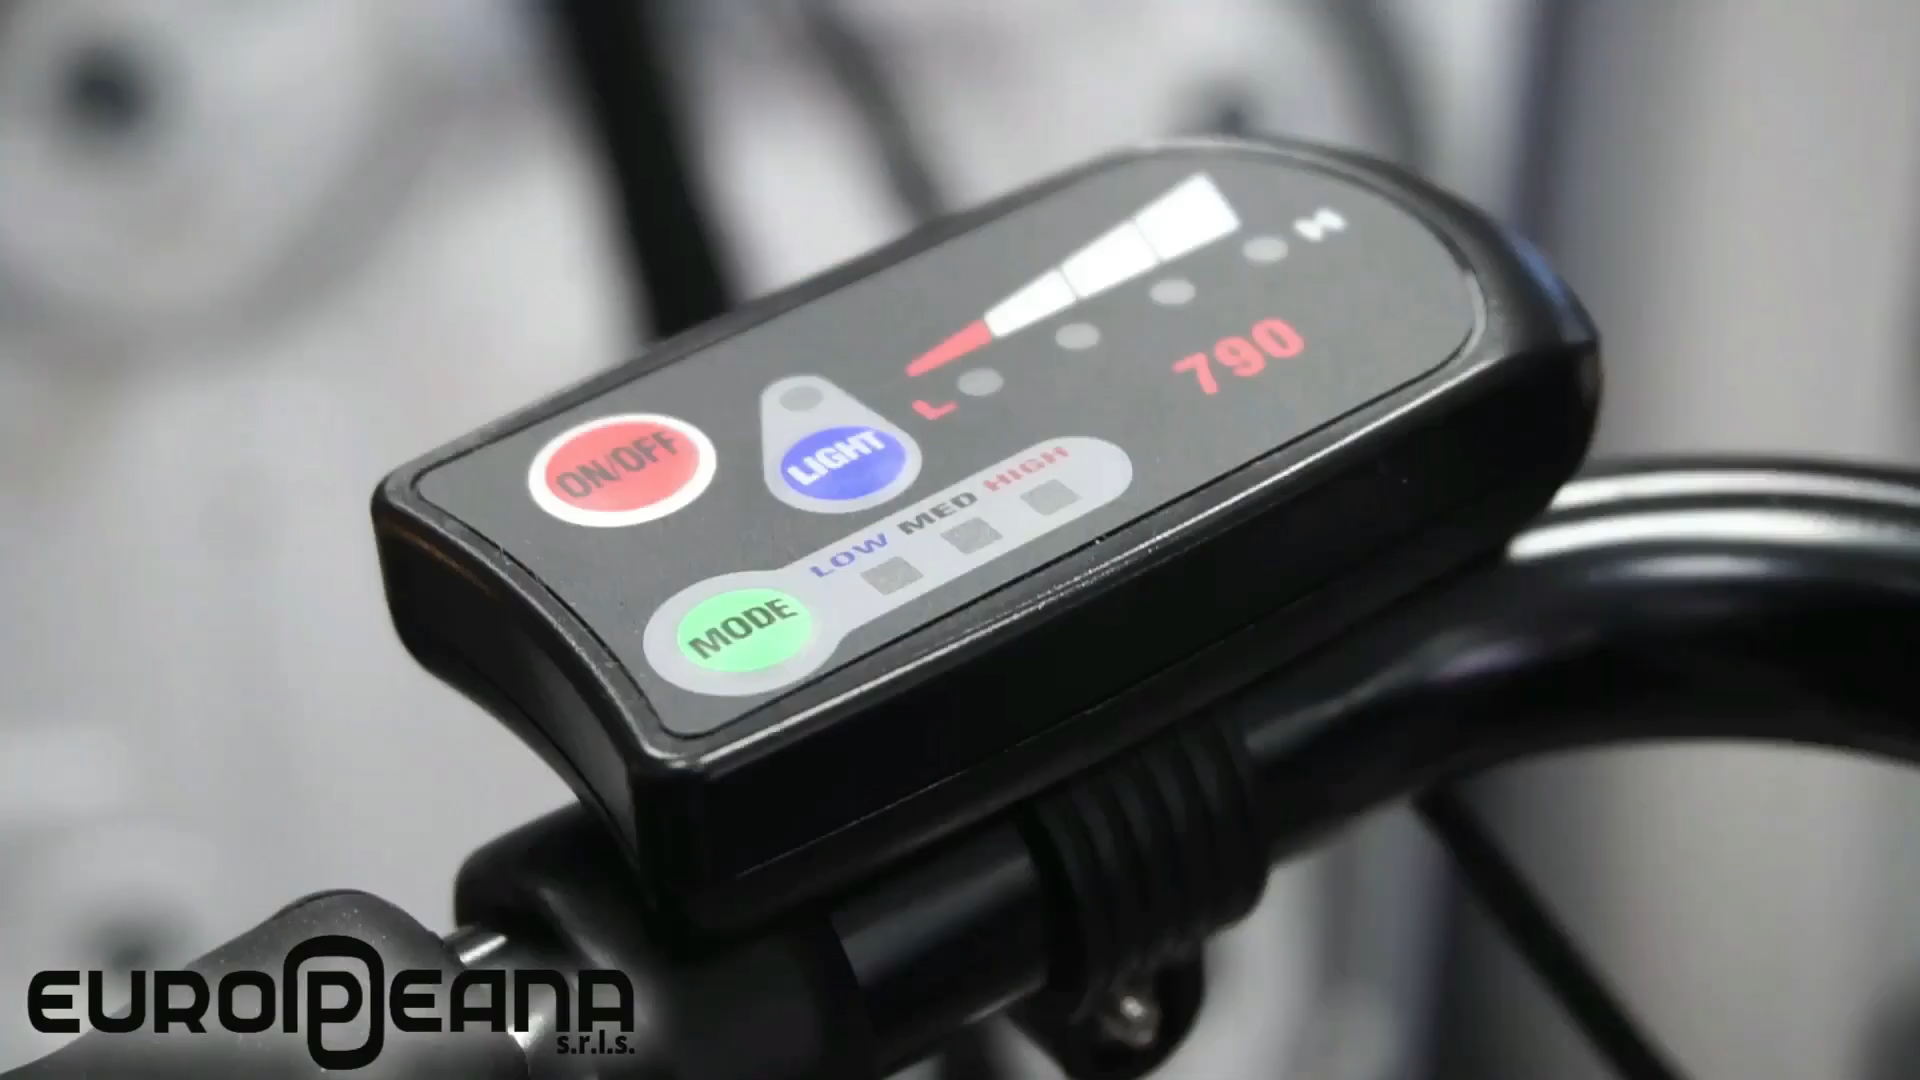 H
L
790
ON/OFF
LIGHT
LOW MED HIGH
MODE
EUROPEANA
s.r.l.s.